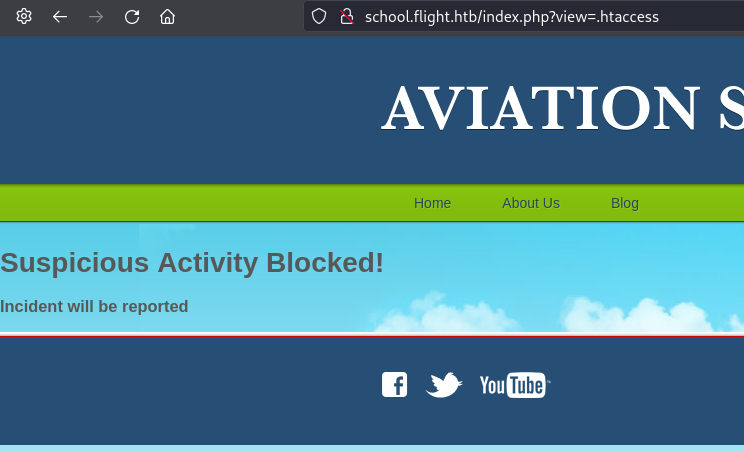 school.flight.htb/index.php?view=.htaccess
AVIATION S
Home About Us Blog
Suspicious Activity Blocked!
Incident will be reported
f YouTube